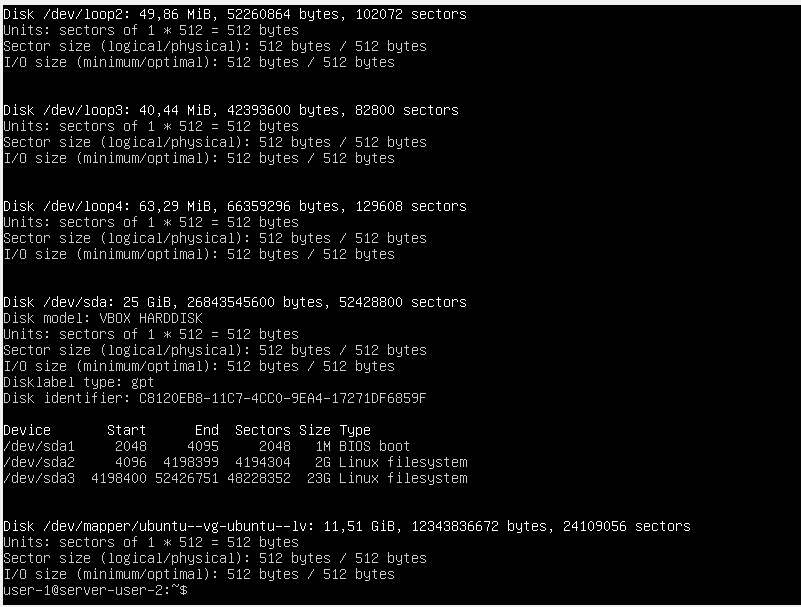 Disk /dev/loop2: 49,86 MiB, 52260864 bytes, 102072 sectors
Units: sectors of 1 * 512 = 512 bytes
Sector size (logical/physical): 512 bytes / 512 bytes
I/O size (minimum/optimal): 512 bytes / 512 bytes
Disk /dev/loop3: 40,44 MiB, 42393600 bytes, 82800 sectors
Units: sectors of 1 * 512 = 512 bytes
Sector size (logical/physical): 512 bytes / 512 bytes
I/O size (minimum/optimal): 512 bytes / 512 bytes
Disk /dev/loop4: 63,29 MiB, 66359296 bytes, 129608 sectors
Units: sectors of 1 * 512 = 512 bytes
Sector size (logical/physical): 512 bytes / 512 bytes
I/O size (minimum/optimal): 512 bytes / 512 bytes
Disk /dev/sda: 25 GiB, 26843545600 bytes, 52428800 sectors
Disk model: VBOX HARDDISK
Units: sectors of 1 * 512 = 512 bytes
Sector size (logical/physical): 512 bytes / 512 bytes
I/O size (minimum/optimal): 512 bytes / 512 bytes
Disklabel type: gpt
Disk identifier: C8120EB8-11C7-4CC0-9EA4-17271DF6859F
Device Start End Sectors Size Type
/dev/sda1 2048 4095 2048 1M BIOS boot
/dev/sda2 4096 4198399 4194304 2G Linux filesystem
/dev/sda3 4198400 52426751 48228352 23G Linux filesystem
Disk /dev/mapper/ubuntu--vg-ubuntu--lv: 11,51 GiB, 12343836672 bytes, 24109056 sectors
Units: sectors of 1 * 512 = 512 bytes
Sector size (logical/physical): 512 bytes / 512 bytes
I/O size (minimum/optimal): 512 bytes / 512 bytes
user-1@server-user-2:~$